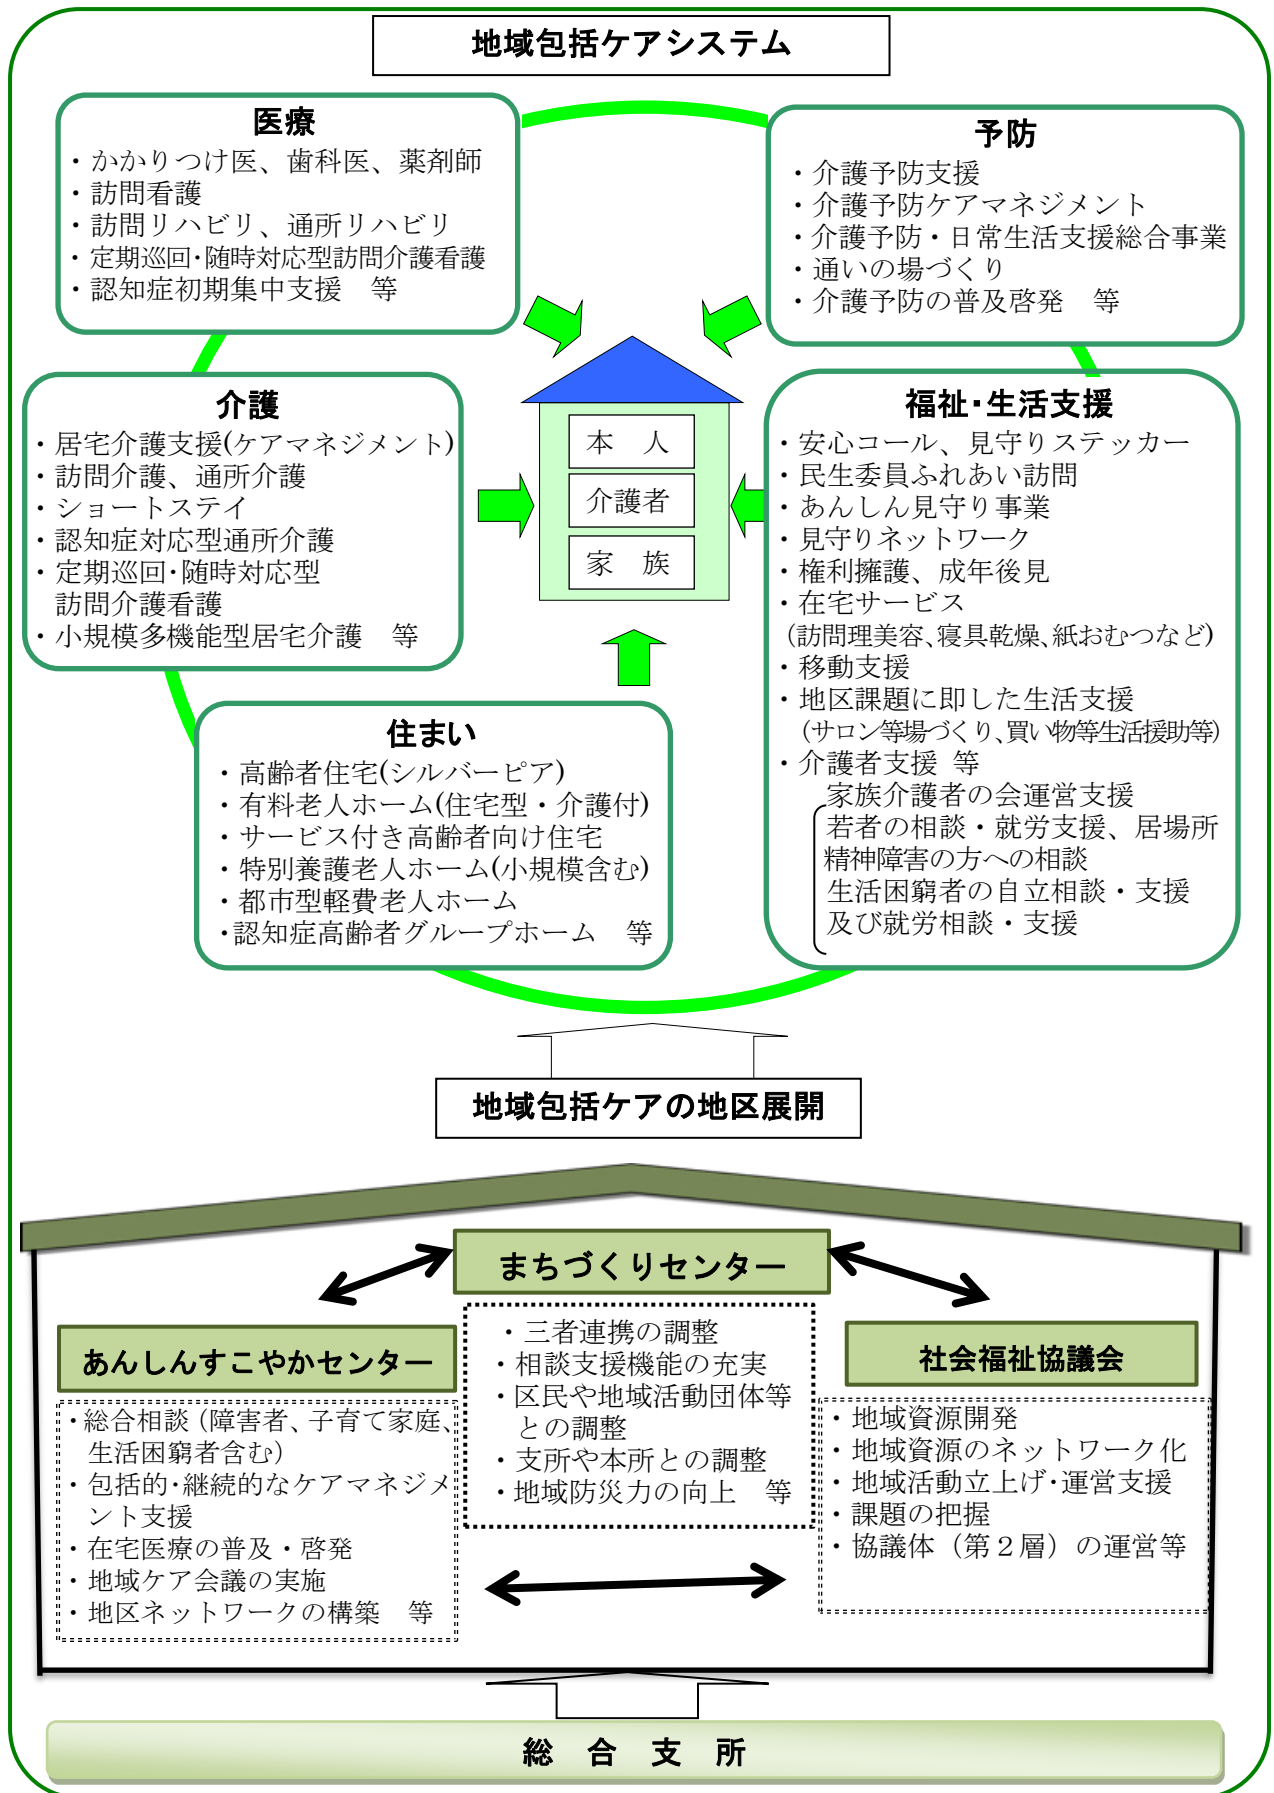 地域包括ケアシステム
医療
・かかりつけ医、歯科医、薬剤師
・訪問看護
・訪問リハビリ、通所リハビリ
・定期巡回・随時対応型訪問介護看護
・認知症初期集中支援　等
予防
・介護予防支援
・介護予防ケアマネジメント
・介護予防・日常生活支援総合事業
・通いの場づくり
・介護予防の普及啓発　等
介護
・居宅介護支援(ケアマネジメント)
・訪問介護、通所介護
・ショートステイ
・認知症対応型通所介護
・定期巡回・随時対応型
訪問介護看護
・小規模多機能型居宅介護　等
本　人
介護者
家　族
福祉・生活支援
・安心コール、見守りステッカー
・民生委員ふれあい訪問
・あんしん見守り事業
・見守りネットワーク
・権利擁護、成年後見
・在宅サービス
(訪問理美容、寝具乾燥、紙おむつなど)
・移動支援
・地区課題に即した生活支援
(サロン等場づくり、買い物等生活援助等)
・介護者支援 等
家族介護者の会運営支援
若者の相談・就労支援、居場所
精神障害の方への相談
生活困窮者の自立相談・支援
及び就労相談・支援
住まい
・高齢者住宅(シルバーピア)
・有料老人ホーム(住宅型・介護付)
・サービス付き高齢者向け住宅
・特別養護老人ホーム(小規模含む)
・都市型軽費老人ホーム
・認知症高齢者グループホーム　等
地域包括ケアの地区展開
まちづくりセンター
・三者連携の調整
・相談支援機能の充実
・区民や地域活動団体等
との調整
・支所や本所との調整
・地域防災力の向上　等
あんしんすこやかセンター
・総合相談（障害者、子育て家庭、
生活困窮者含む）
・包括的・継続的なケアマネジメ
ント支援
・在宅医療の普及・啓発
・地域ケア会議の実施
・地区ネットワークの構築　等
社会福祉協議会
・地域資源開発
・地域資源のネットワーク化
・地域活動立上げ・運営支援
・課題の把握
・協議体（第２層）の運営等
総　合　支　所